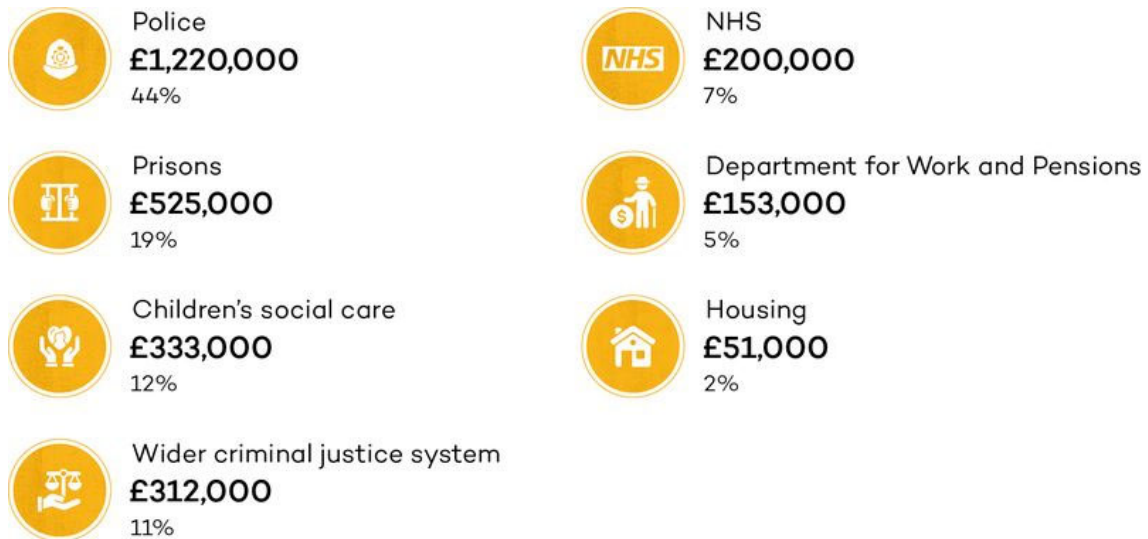 Police
£1,220,000
44%
Prisons
£525,000
19%
Children's social care
£333,000
12%
Wider criminal justice system
£312,000
11%
NHS
NHS
£200,000
7%
$
Department for Work and Pensions
£153,000
5%
Housing
£51,000
2%